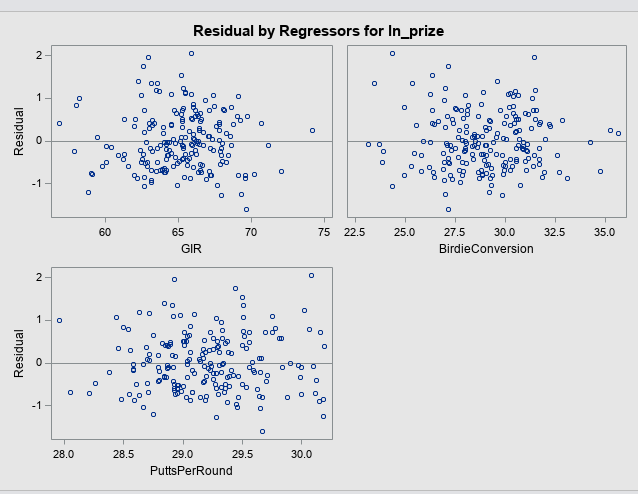 Residual by Regressors for ln_prize
2
1
0
-1
Residual
60 65 70 75
GIR
22.5 25.0 27.5 30.0 32.5 35.0
BirdieConversion
2
1
0
-1
Residual
28.0 28.5 29.0 29.5 30.0
PuttsPerRound